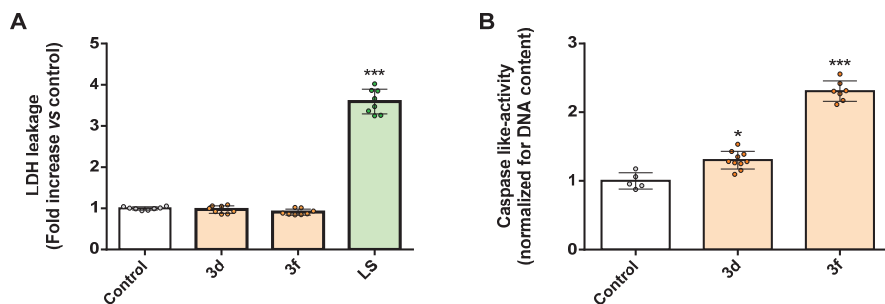 A
LDH leakage
(Fold increase VS control)
5
4
3
2
1
0
***
Control
3d
3f
LS
B
Caspase like-activity
(normalized for DNA content)
3
2
1
0
*
***
Control
3d
3f